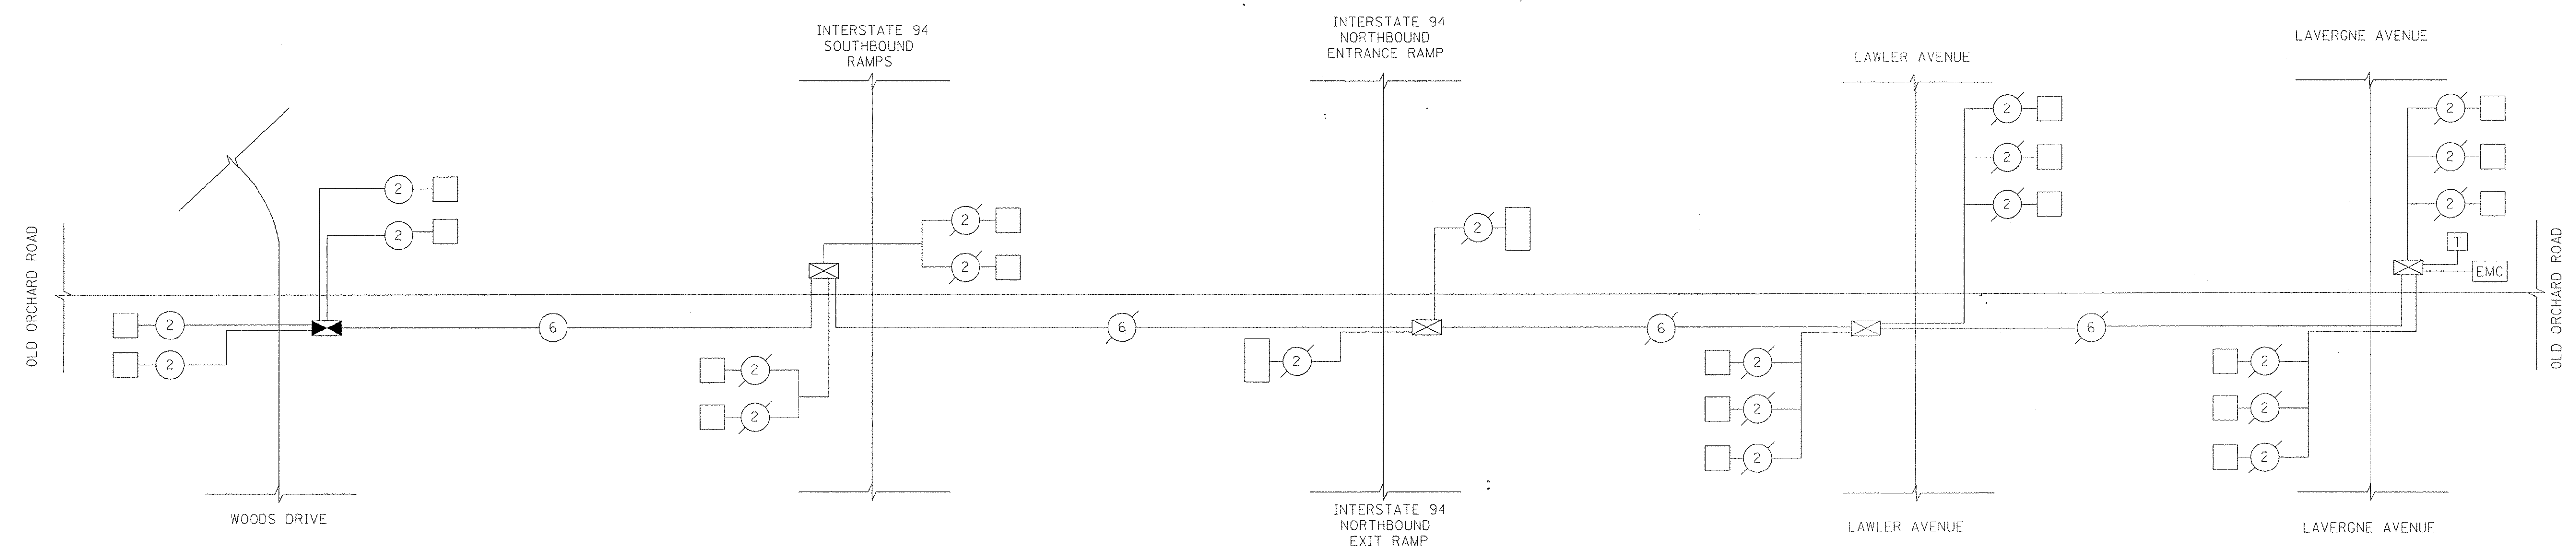 INTERSTATE 94
SOUTHBOUND
RAMPS
INTERSTATE 94
NORTHBOUND
ENTRANCE RAMP
LAWLER AVENUE
LAVERGNE AVENUE
OLD ORCHARD ROAD
2
2
2
2
6
2
2
2
2
6
2
2
6
2
2
2
2
2
2
6
2
2
2
T
EMC
2
2
2
OLD ORCHARD ROAD
WOODS DRIVE
INTERSTATE 94
NORTHBOUND
EXIT RAMP
LAWLER AVENUE
LAVERGNE AVENUE